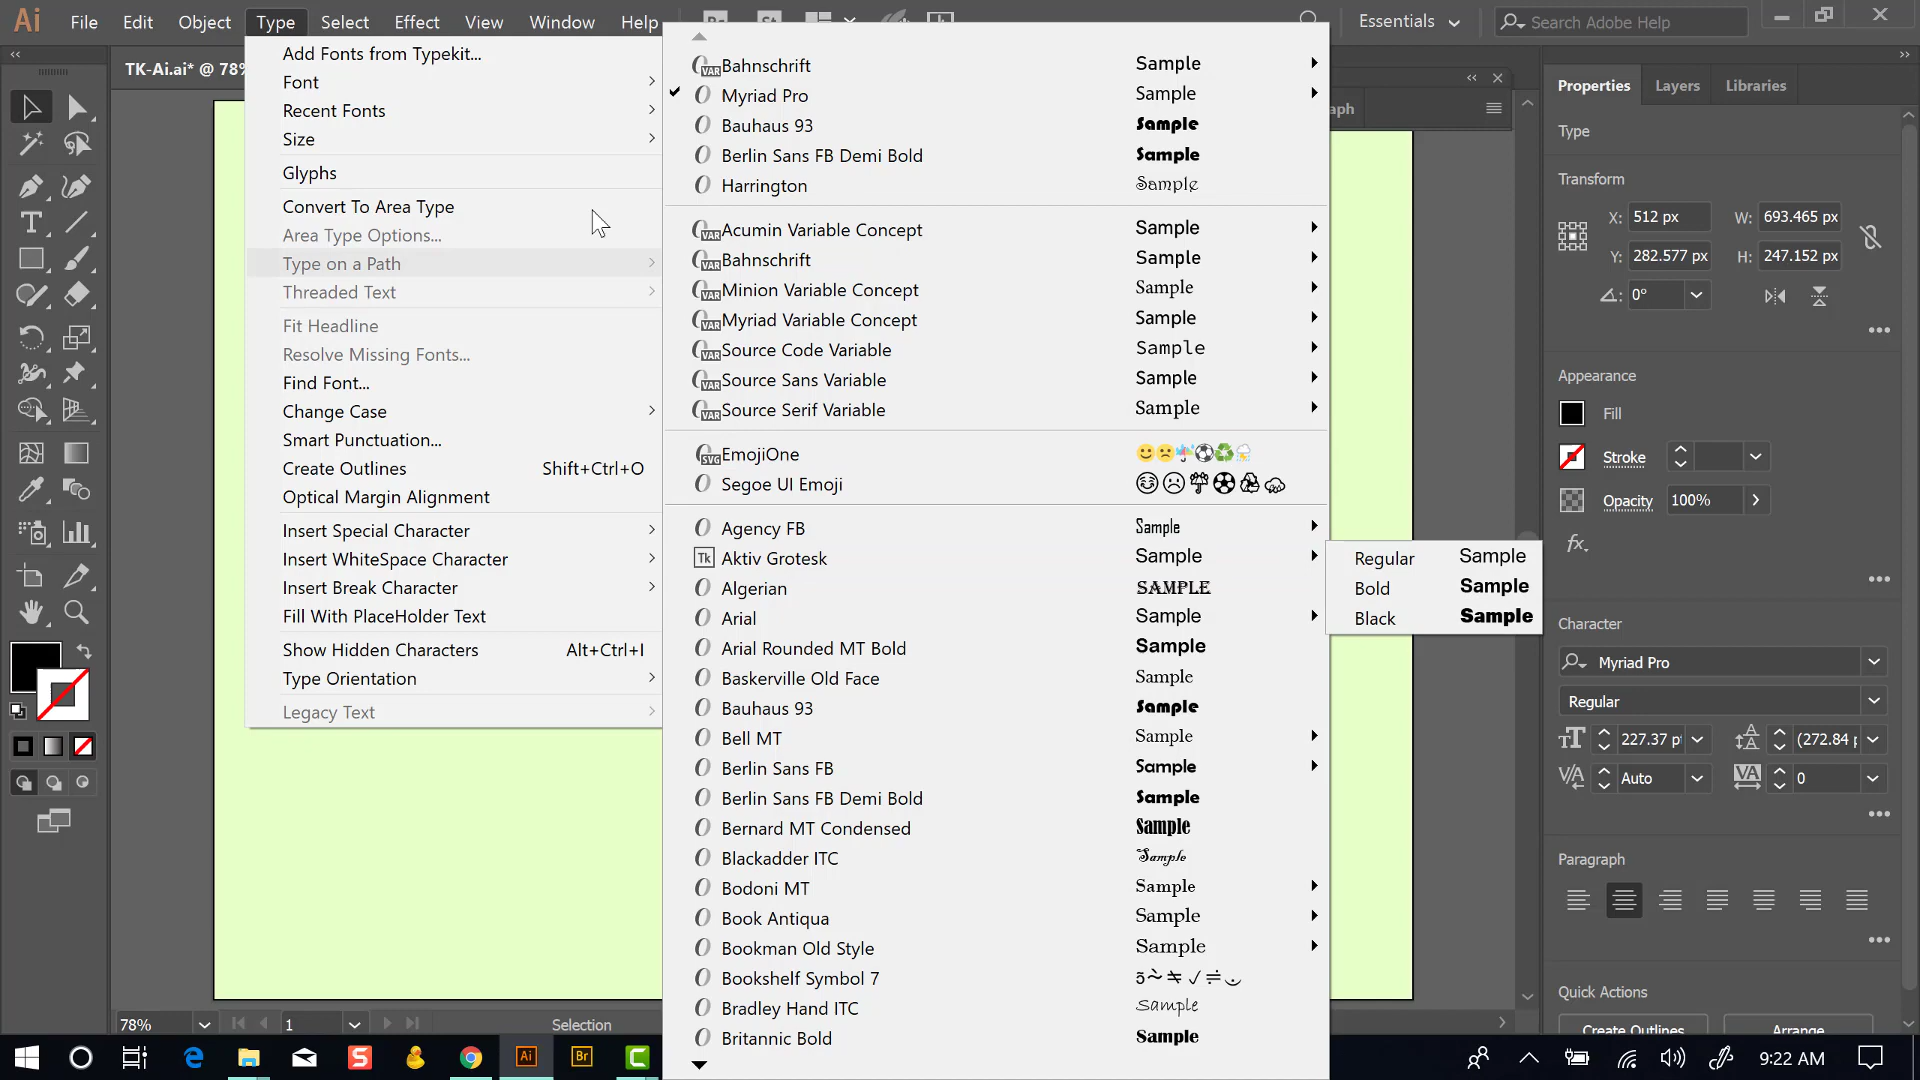 Ai File Edit Object Type Select Effect View Window Help Essentials Search Adobe Help
TK-Ai.ai* @ 78%
Add Fonts from Typekit...
Font
Recent Fonts
Size
Glyphs
Convert To Area Type
Area Type Options...
Type on a Path
Threaded Text
Fit Headline
Resolve Missing Fonts...
Find Font...
Change Case
Smart Punctuation...
Create Outlines Shift+Ctrl+O
Optical Margin Alignment
Insert Special Character
Insert WhiteSpace Character
Insert Break Character
Fill With PlaceHolder Text
Show Hidden Characters Alt+Ctrl+I
Type Orientation
Legacy Text
Bahnschrift Sample
Myriad Pro Sample
Bauhaus 93 Sample
Berlin Sans FB Demi Bold Sample
Harrington Sample
Acumin Variable Concept Sample
Bahnschrift Sample
Minion Variable Concept Sample
Myriad Variable Concept Sample
Source Code Variable Sample
Source Sans Variable Sample
Source Serif Variable Sample
EmojiOne
Segoe UI Emoji
Agency FB Sample
Aktiv Grotesk Sample
Algerian SAMPLE
Arial Sample
Arial Rounded MT Bold Sample
Baskerville Old Face Sample
Bauhaus 93 Sample
Bell MT Sample
Berlin Sans FB Sample
Berlin Sans FB Demi Bold Sample
Bernard MT Condensed Sample
Blackadder ITC Sample
Bodoni MT Sample
Book Antiqua Sample
Bookman Old Style Sample
Bookshelf Symbol 7
Bradley Hand ITC Sample
Britannic Bold Sample
Regular Sample
Bold Sample
Black Sample
aph
Properties Layers Libraries
Type
Transform
X: 512 px W: 693.465 px
Y: 282.577 px H: 247.152 px
0°
Appearance
Fill
Stroke
Opacity 100%
fx.
Character
Myriad Pro
Regular
227.37 pt (272.84 p
Auto 0
Paragraph
Quick Actions
Create Outlines Arrange
78% 1 Selection
Ai Br 9:22 AM